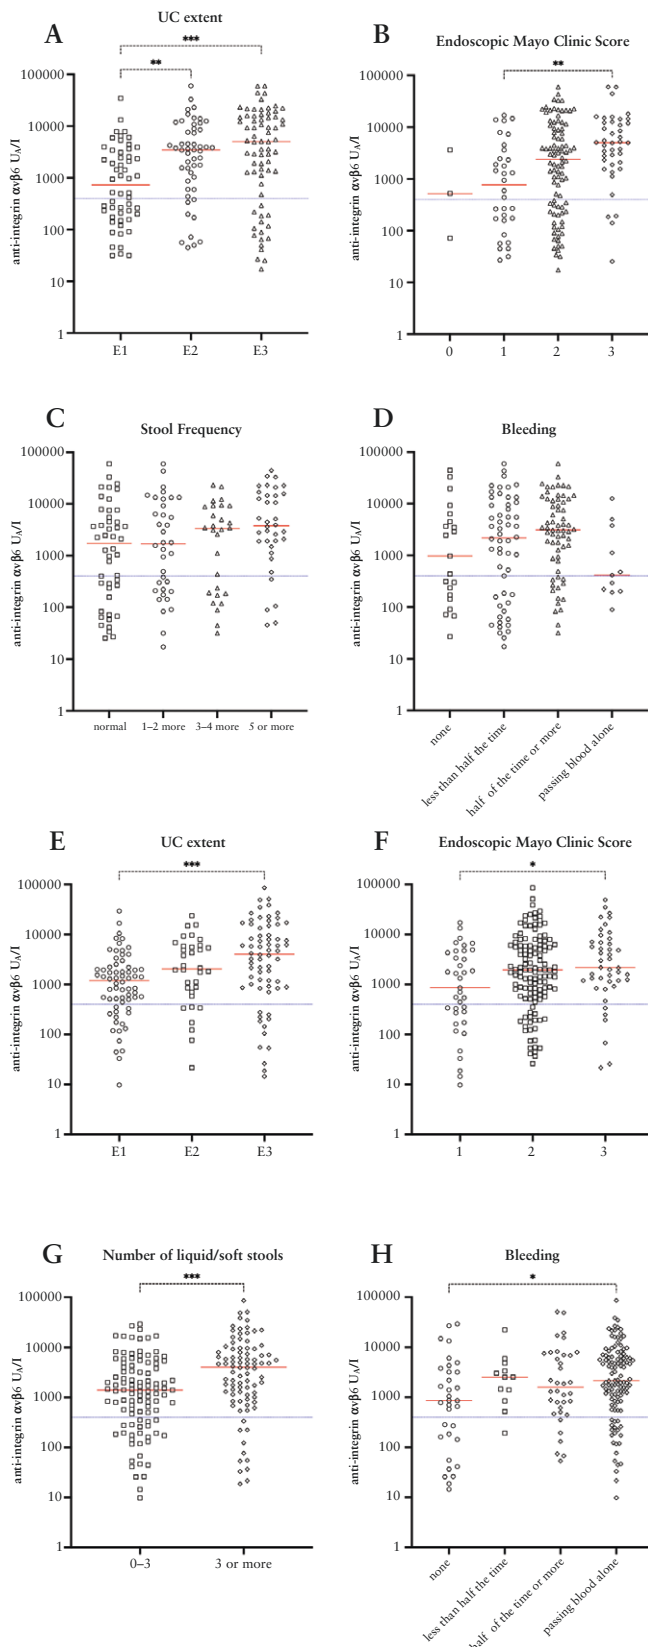 A
UC extent
***
**
anti-integrin αvβ6 UA/I
100000
10000
1000
100
10
1
E1 E2 E3
B
Endoscopic Mayo Clinic Score
**
anti-integrin αvβ6 UA/I
100000
10000
1000
100
10
1
0 1 2 3
C
Stool Frequency
anti-integrin αvβ6 UA/I
100000
10000
1000
100
10
1
normal 1–2 more 3–4 more 5 or more
D
Bleeding
anti-integrin αvβ6 UA/I
100000
10000
1000
100
10
1
none
less than half the time
half of the time or more
passing blood alone
E
UC extent
***
anti-integrin αvβ6 UA/I
100000
10000
1000
100
10
1
E1 E2 E3
F
Endoscopic Mayo Clinic Score
*
anti-integrin αvβ6 UA/I
100000
10000
1000
100
10
1
1 2 3
G
Number of liquid/soft stools
***
anti-integrin αvβ6 UA/I
100000
10000
1000
100
10
1
0–3 3 or more
H
Bleeding
*
anti-integrin αvβ6 UA/I
100000
10000
1000
100
10
1
none
less than half the time
half of the time or more
passing blood alone